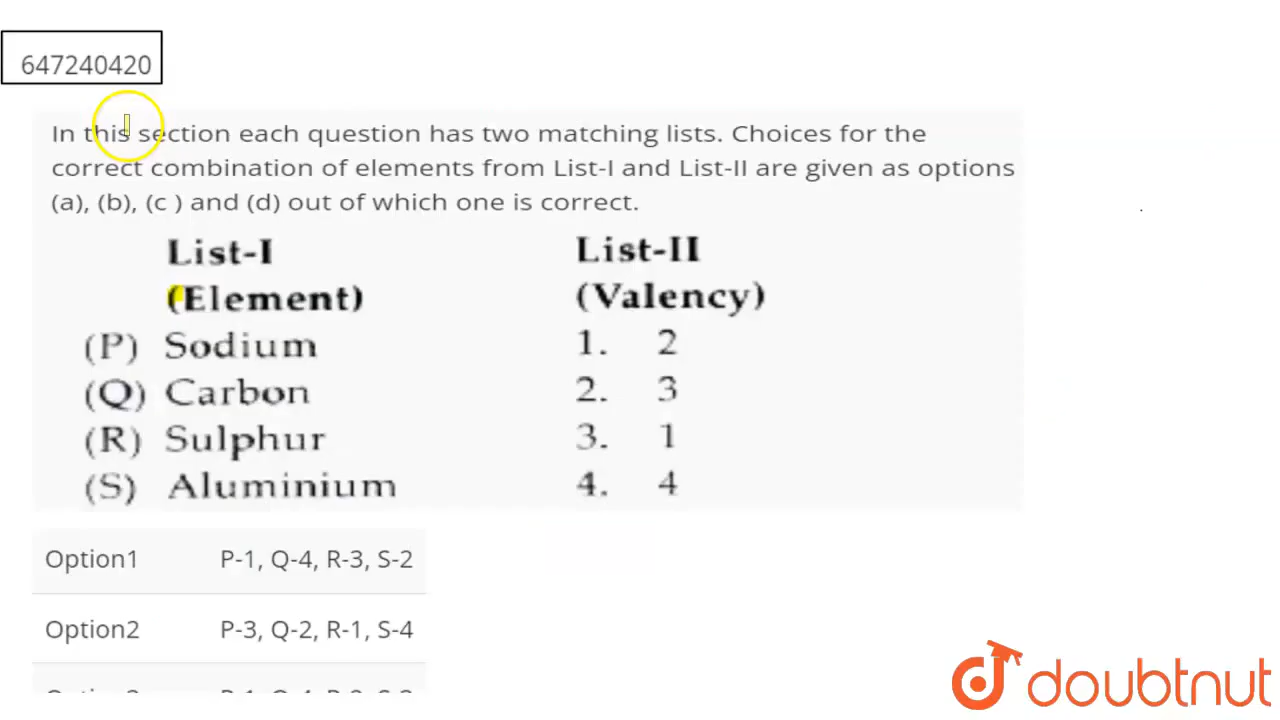 647240420
In this section each question has two matching lists. Choices for the
correct combination of elements from List-I and List-II are given as options
(a), (b), (c ) and (d) out of which one is correct.
List-I List-II
(Element) (Valency)
(P) Sodium 1. 2
(Q) Carbon 2. 3
(R) Sulphur 3. 1
(S) Aluminium 4. 4
Option1 P-1, Q-4, R-3, S-2
Option2 P-3, Q-2, R-1, S-4
doubtnut